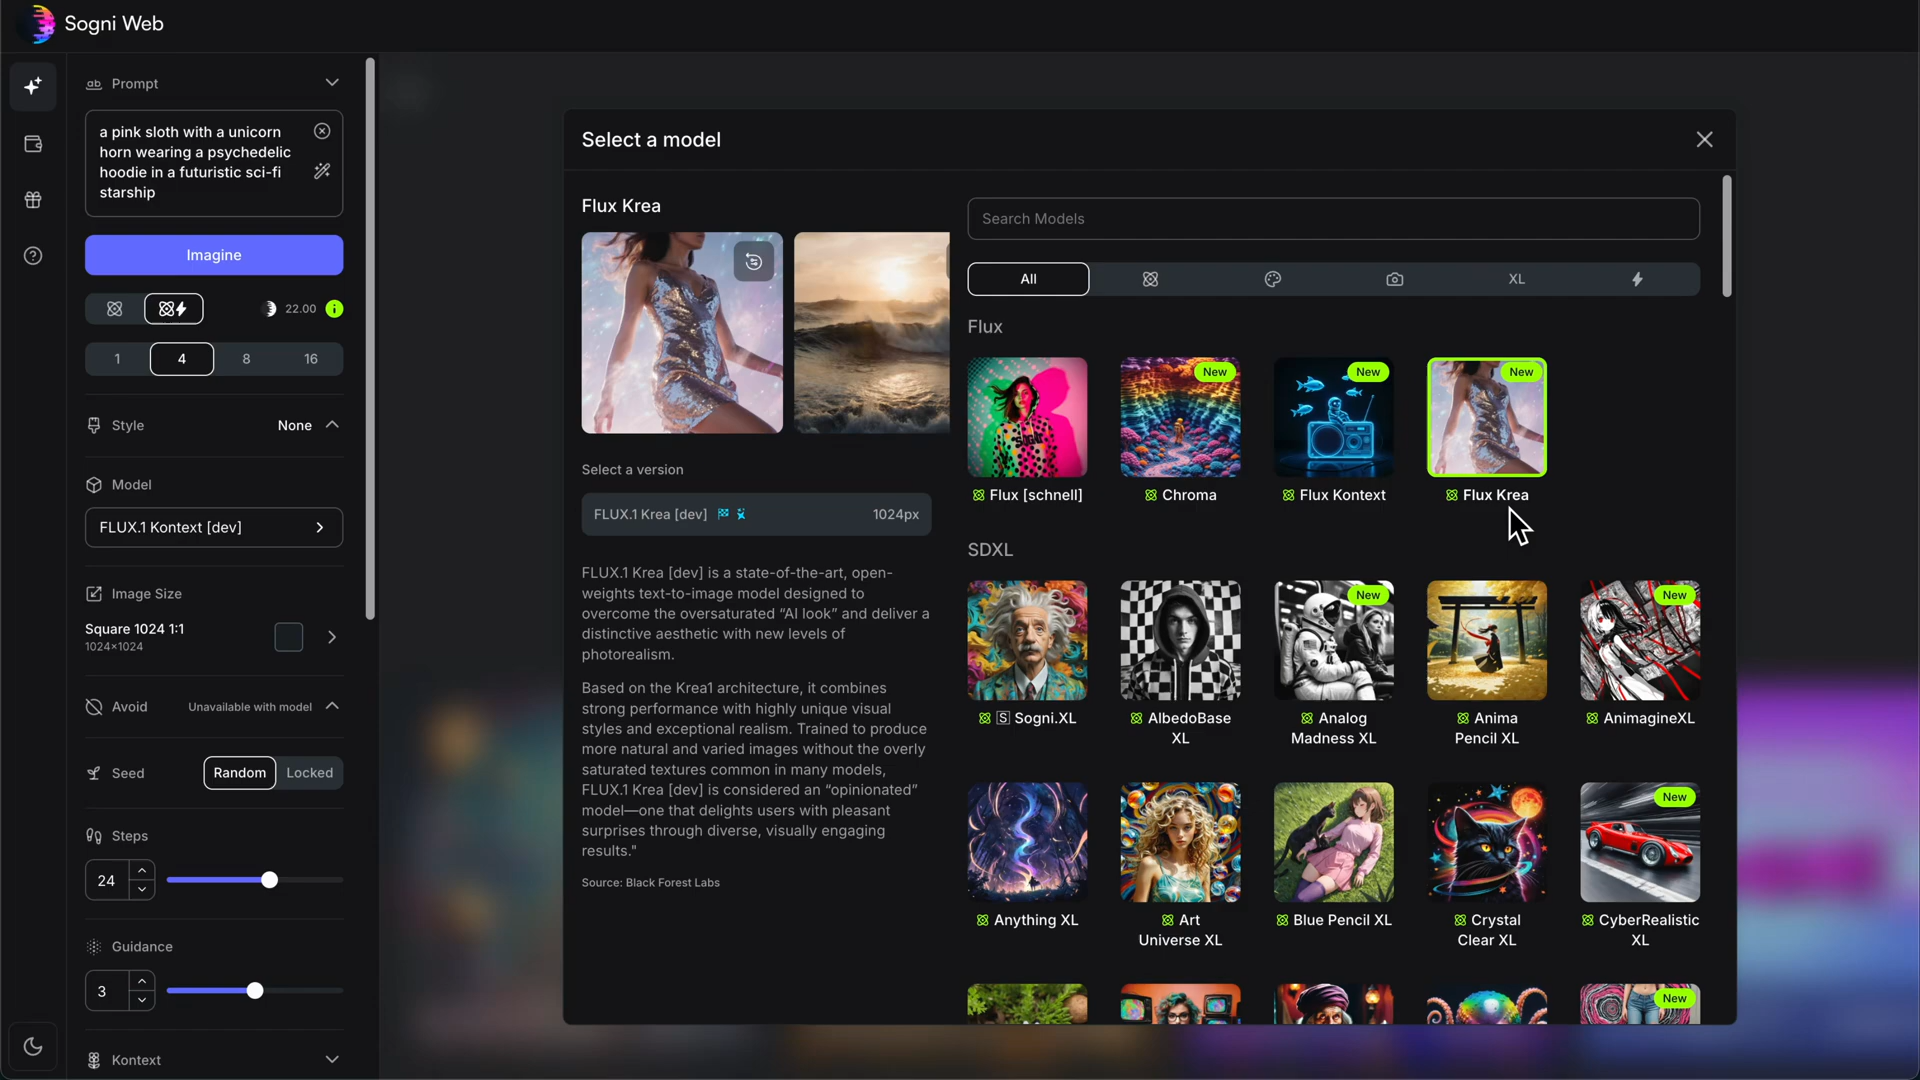 Sogni Web
Prompt
a pink sloth with a unicorn
horn wearing a psychedelic
hoodie in a futuristic sci-fi
starship
Imagine
22.00
1
4
8
16
Style
None
Model
FLUX.1 Kontext [dev]
Image Size
Square 1024 1:1
1024×1024
Avoid
Unavailable with model
Seed
Random
Locked
Steps
24
Guidance
3
Kontext
Select a model
Flux Krea
Select a version
FLUX.1 Krea [dev]
1024px
FLUX.1 Krea [dev] is a state-of-the-art, open-
weights text-to-image model designed to
overcome the oversaturated “AI look” and deliver a
distinctive aesthetic with new levels of
photorealism.
Based on the Krea1 architecture, it combines
strong performance with highly unique visual
styles and exceptional realism. Trained to produce
more natural and varied images without the overly
saturated textures common in many models,
FLUX.1 Krea [dev] is considered an “opinionated”
model—one that delights users with pleasant
surprises through diverse, visually engaging
results."
Source: Black Forest Labs
Search Models
All
XL
Flux
New
New
New
Flux [schnell]
Chroma
Flux Kontext
Flux Krea
SDXL
New
New
S Sogni.XL
AlbedoBase
XL
Analog
Madness XL
Anima
Pencil XL
AnimagineXL
New
Anything XL
Art
Universe XL
Blue Pencil XL
Crystal
Clear XL
CyberRealistic
XL
New